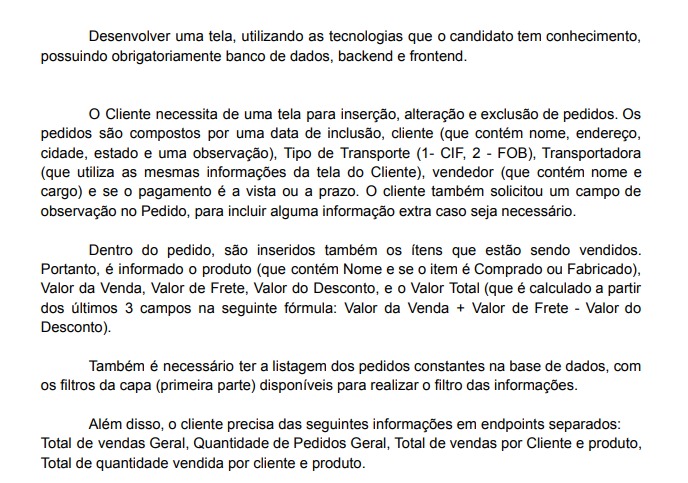 Desenvolver uma tela, utilizando as tecnologias que o candidato tem conhecimento,
possuindo obrigatoriamente banco de dados, backend e frontend.
O Cliente necessita de uma tela para inserção, alteração e exclusão de pedidos. Os
pedidos são compostos por uma data de inclusão, cliente (que contém nome, endereço,
cidade, estado e uma observação), Tipo de Transporte (1- CIF, 2 - FOB), Transportadora
(que utiliza as mesmas informações da tela do Cliente), vendedor (que contém nome e
cargo) e se o pagamento é a vista ou a prazo. O cliente também solicitou um campo de
observação no Pedido, para incluir alguma informação extra caso seja necessário.
Dentro do pedido, são inseridos também os ítens que estão sendo vendidos.
Portanto, é informado o produto (que contém Nome e se o item é Comprado ou Fabricado),
Valor da Venda, Valor de Frete, Valor do Desconto, e o Valor Total (que é calculado a partir
dos últimos 3 campos na seguinte fórmula: Valor da Venda + Valor de Frete - Valor do
Desconto).
Também é necessário ter a listagem dos pedidos constantes na base de dados, com
os filtros da capa (primeira parte) disponíveis para realizar o filtro das informações.
Além disso, o cliente precisa das seguintes informações em endpoints separados:
Total de vendas Geral, Quantidade de Pedidos Geral, Total de vendas por Cliente e produto,
Total de quantidade vendida por cliente e produto.